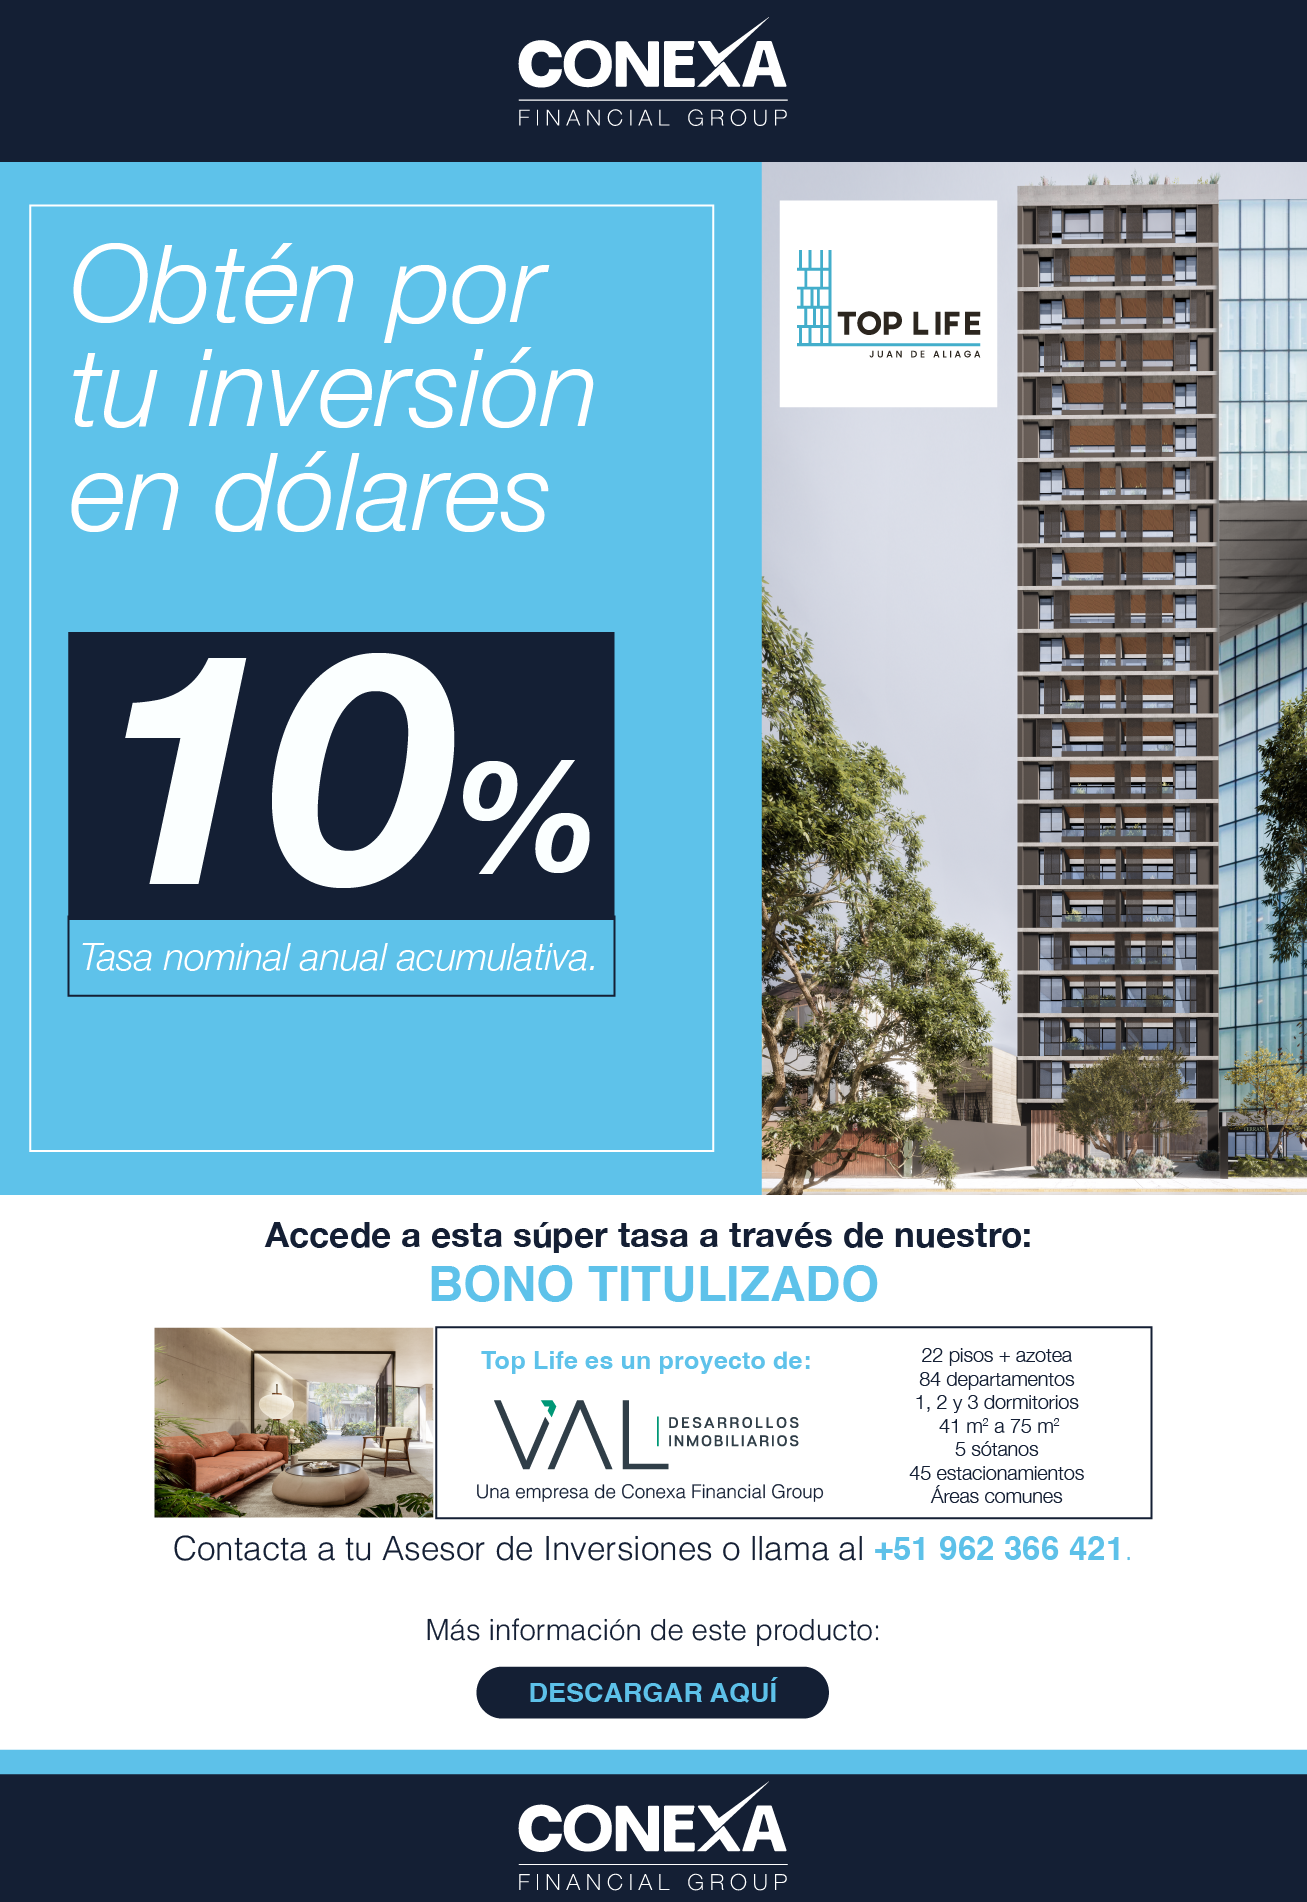 CONEXA
FINANCIAL GROUP
Obtén por
tu inversión
en dólares
10%
Tasa nominal anual acumulativa.
TOP LIFE
JUAN DE ALIAGA
Accede a esta súper tasa a través de nuestro:
BONO TITULIZADO
Top Life es un proyecto de:
VAL DESARROLLOS
INMOBILIARIOS
Una empresa de Conexa Financial Group
22 pisos + azotea
84 departamentos
1, 2 y 3 dormitorios
41 m² a 75 m²
5 sótanos
45 estacionamientos
Áreas comunes
Contacta a tu Asesor de Inversiones o llama al +51 962 366 421.
Más información de este producto:
DESCARGAR AQUÍ
CONEXA
FINANCIAL GROUP